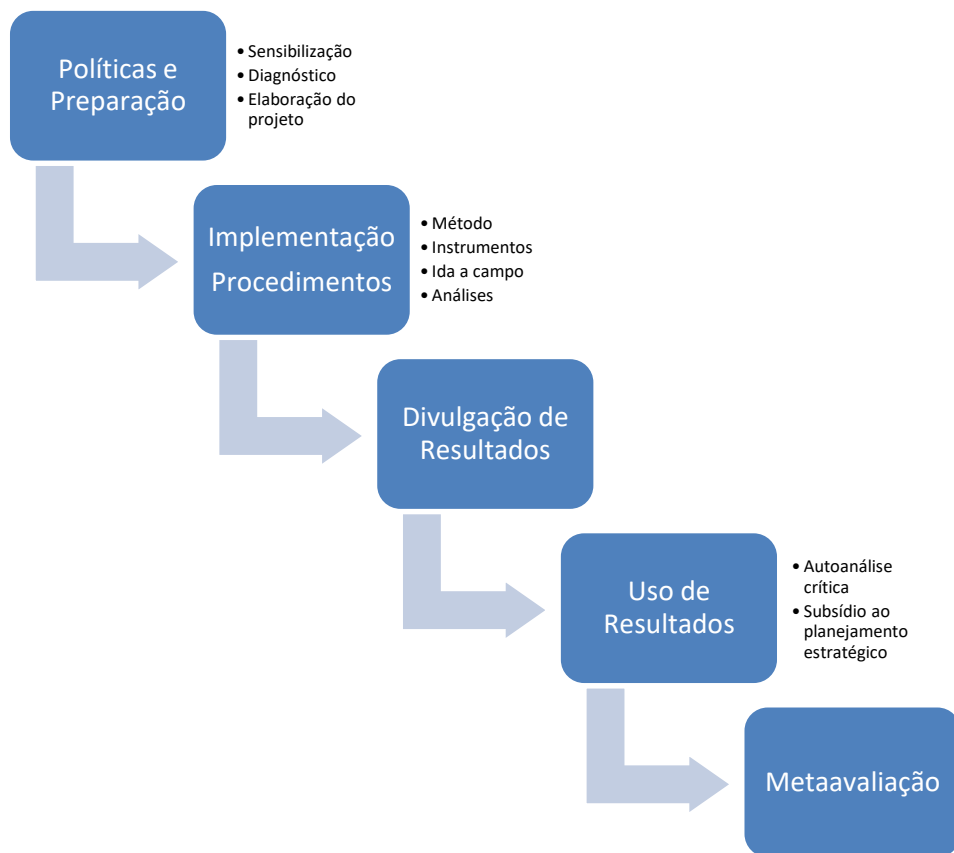 Políticas e
Preparação
• Sensibilização
• Diagnóstico
• Elaboração do
projeto
Implementação
Procedimentos
• Método
• Instrumentos
• Ida a campo
• Análises
Divulgação de
Resultados
Uso de
Resultados
• Autoanálise
crítica
• Subsídio ao
planejamento
estratégico
Metaavaliação